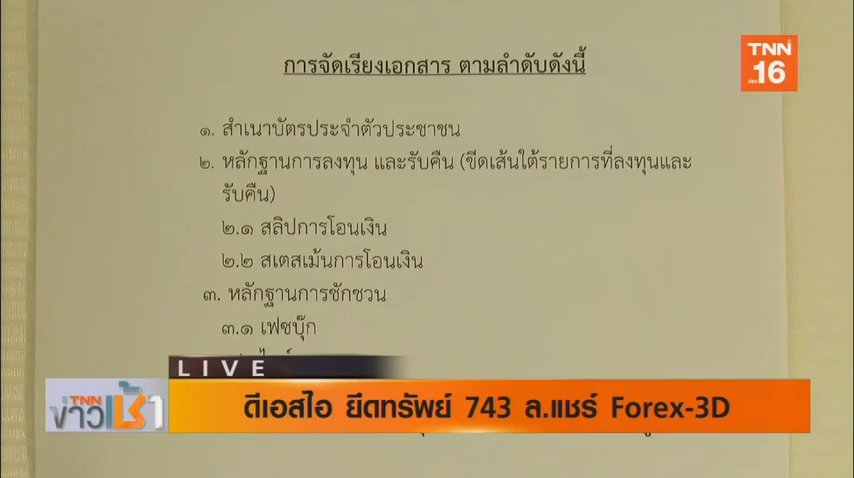 การจัดเรียงเอกสาร ตามลำดับดังนี้
TNN
16
๑. สำเนาบัตรประจำตัวประชาชน
๒. หลักฐานการลงทุน และรับคืน (ขีดเส้นใต้รายการที่ลงทุนและ
รับคืน)
๒.๑ สลิปการโอนเงิน
๒.๒ สเตสเม้นการโอนเงิน
๓. หลักฐานการชักชวน
๓.๑ เฟซบุ๊ก
LIVE
TNN
ข่าวเช้า
ดีเอสไอ ยึดทรัพย์ 743 ล.แชร์ Forex-3D